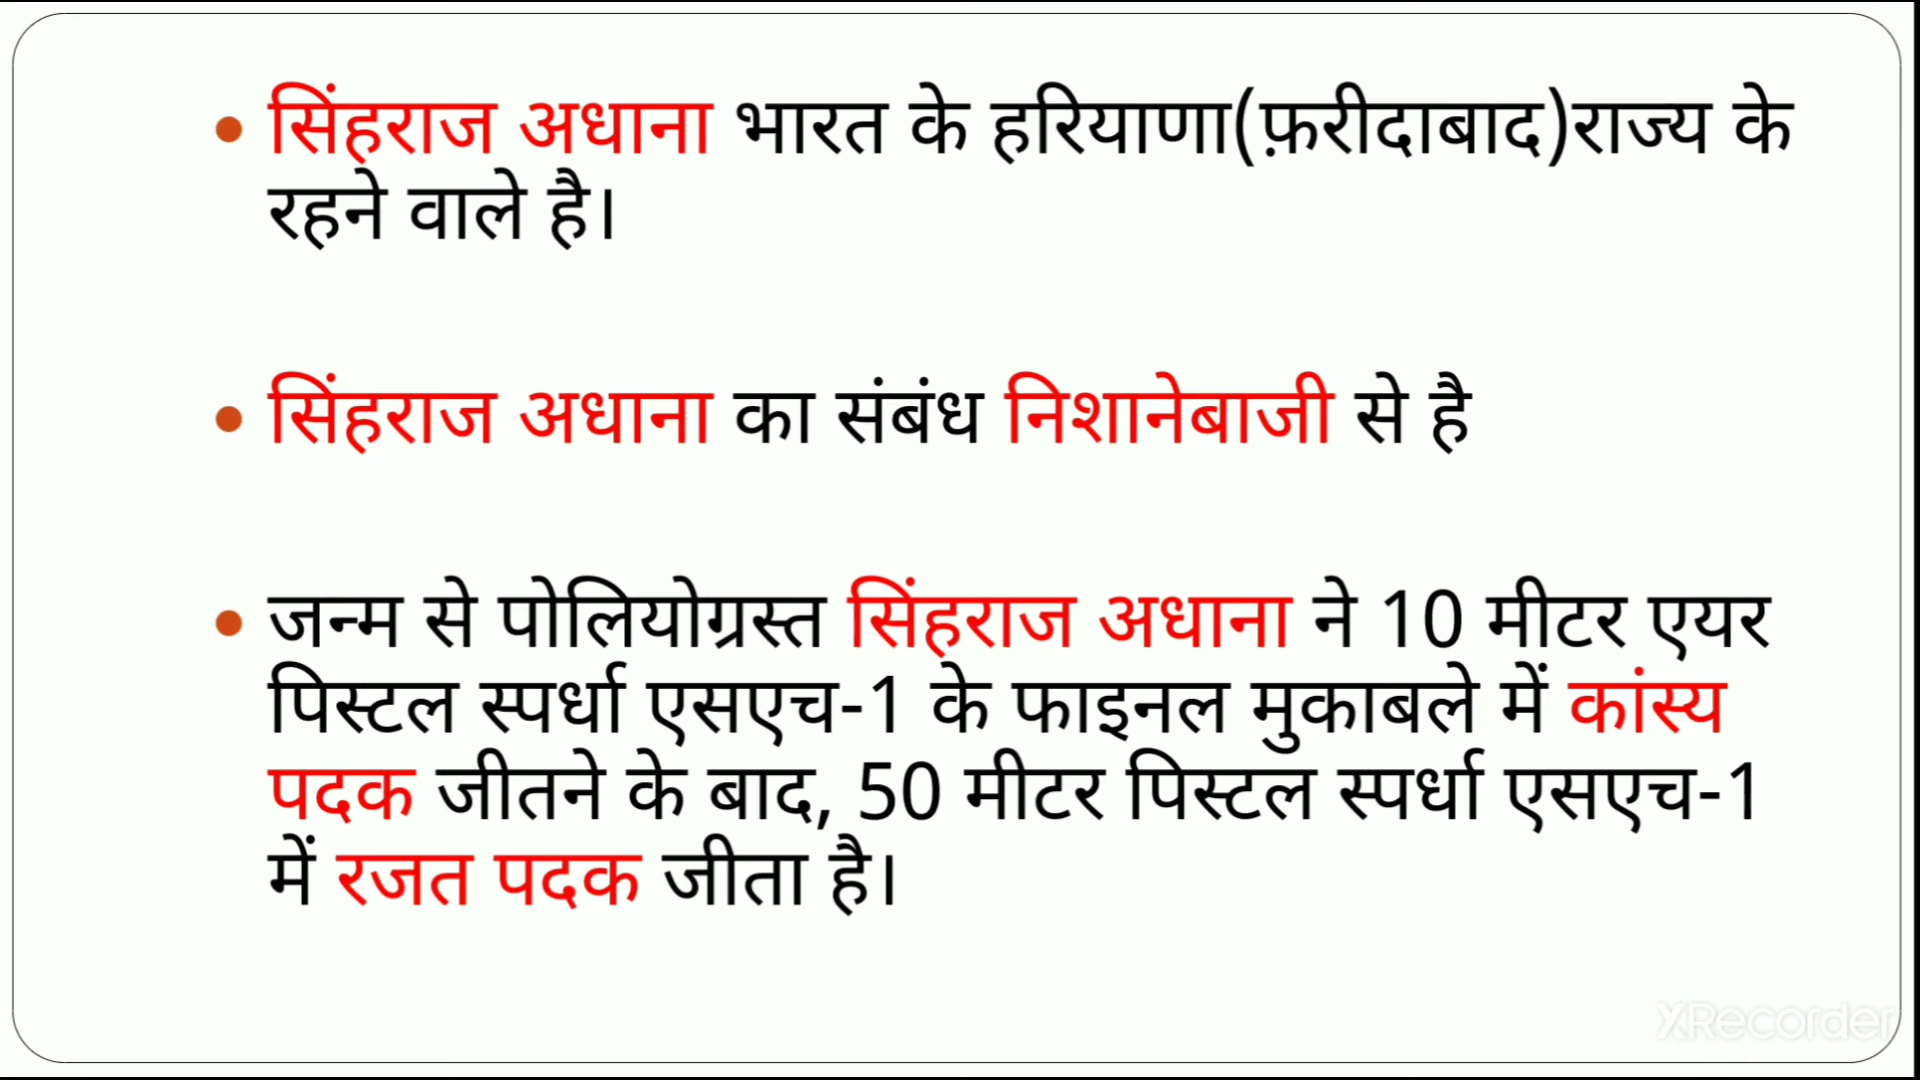 • सिंहराज अधाना भारत के हरियाणा(फ़रीदाबाद)राज्य के
रहने वाले है।
• सिंहराज अधाना का संबंध निशानेबाजी से है
• जन्म से पोलियोग्रस्त सिंहराज अधाना ने 10 मीटर एयर
पिस्टल स्पर्धा एसएच-1 के फाइनल मुकाबले में कांस्य
पदक जीतने के बाद, 50 मीटर पिस्टल स्पर्धा एसएच-1
में रजत पदक जीता है।
XRecorder